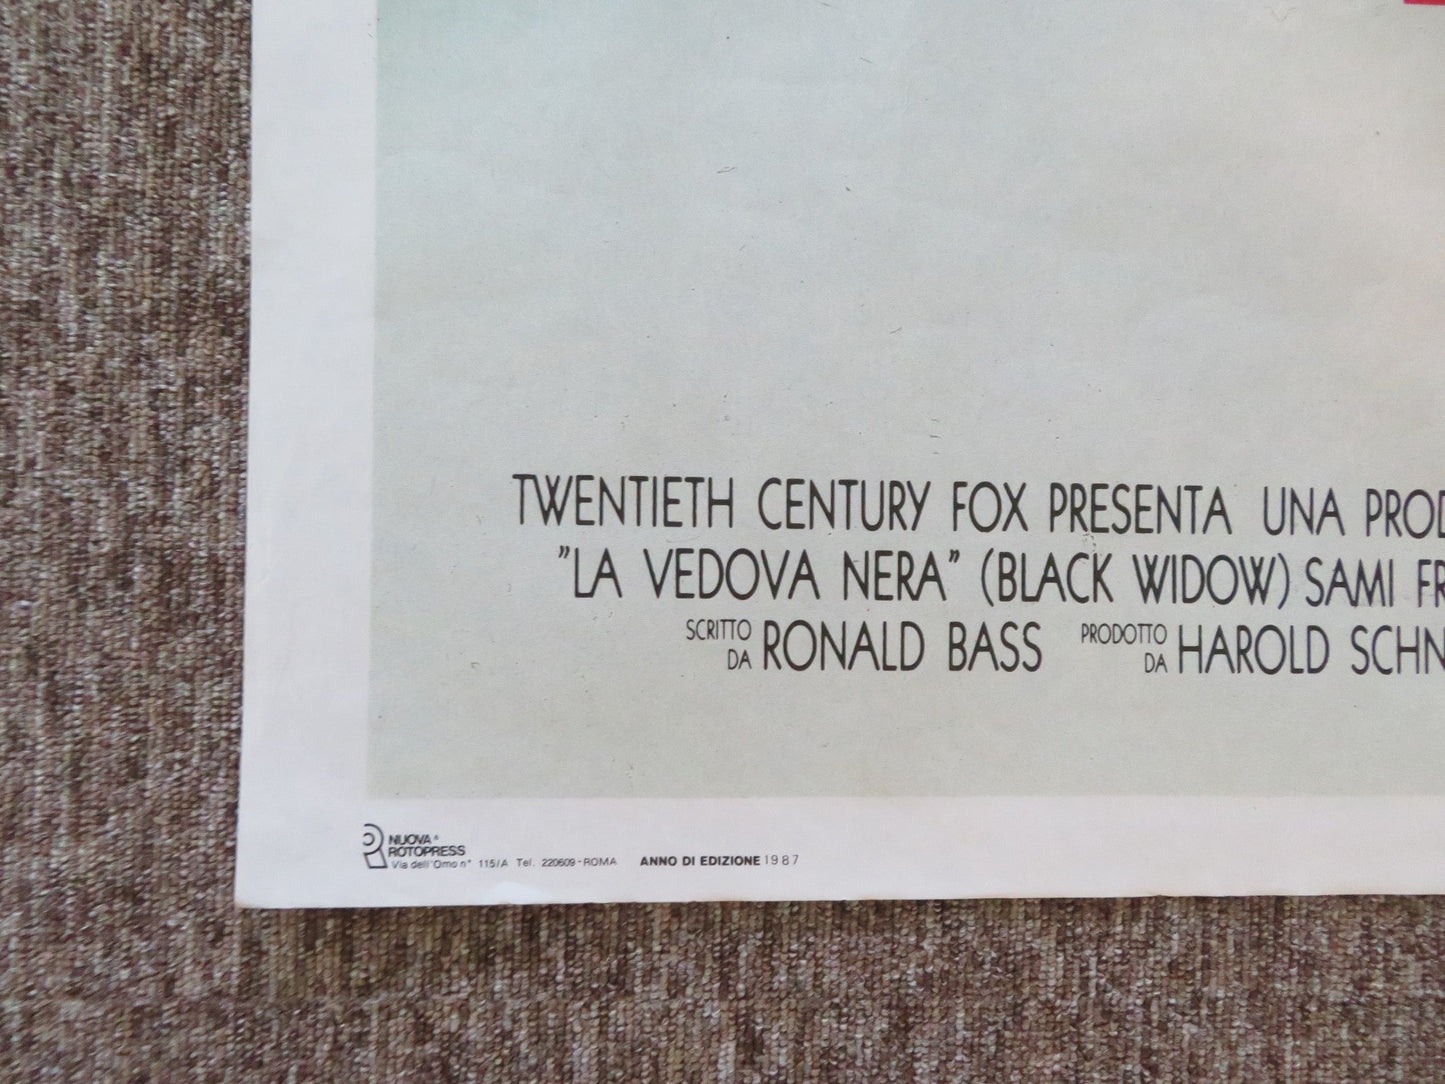 TWENTIETH CENTURY FOX PRESENTA UNA PROD
"LA VEDOVA NERA" (BLACK WIDOW) SAMI FR
SCRITTO DA RONALD BASS PRODOTTO DA HAROLD SCHN
NUOVA®
ROTOPRESS
Via dell'Omo n° 115/A Tel. 220609-ROMA ANNO DI EDIZIONE 1987